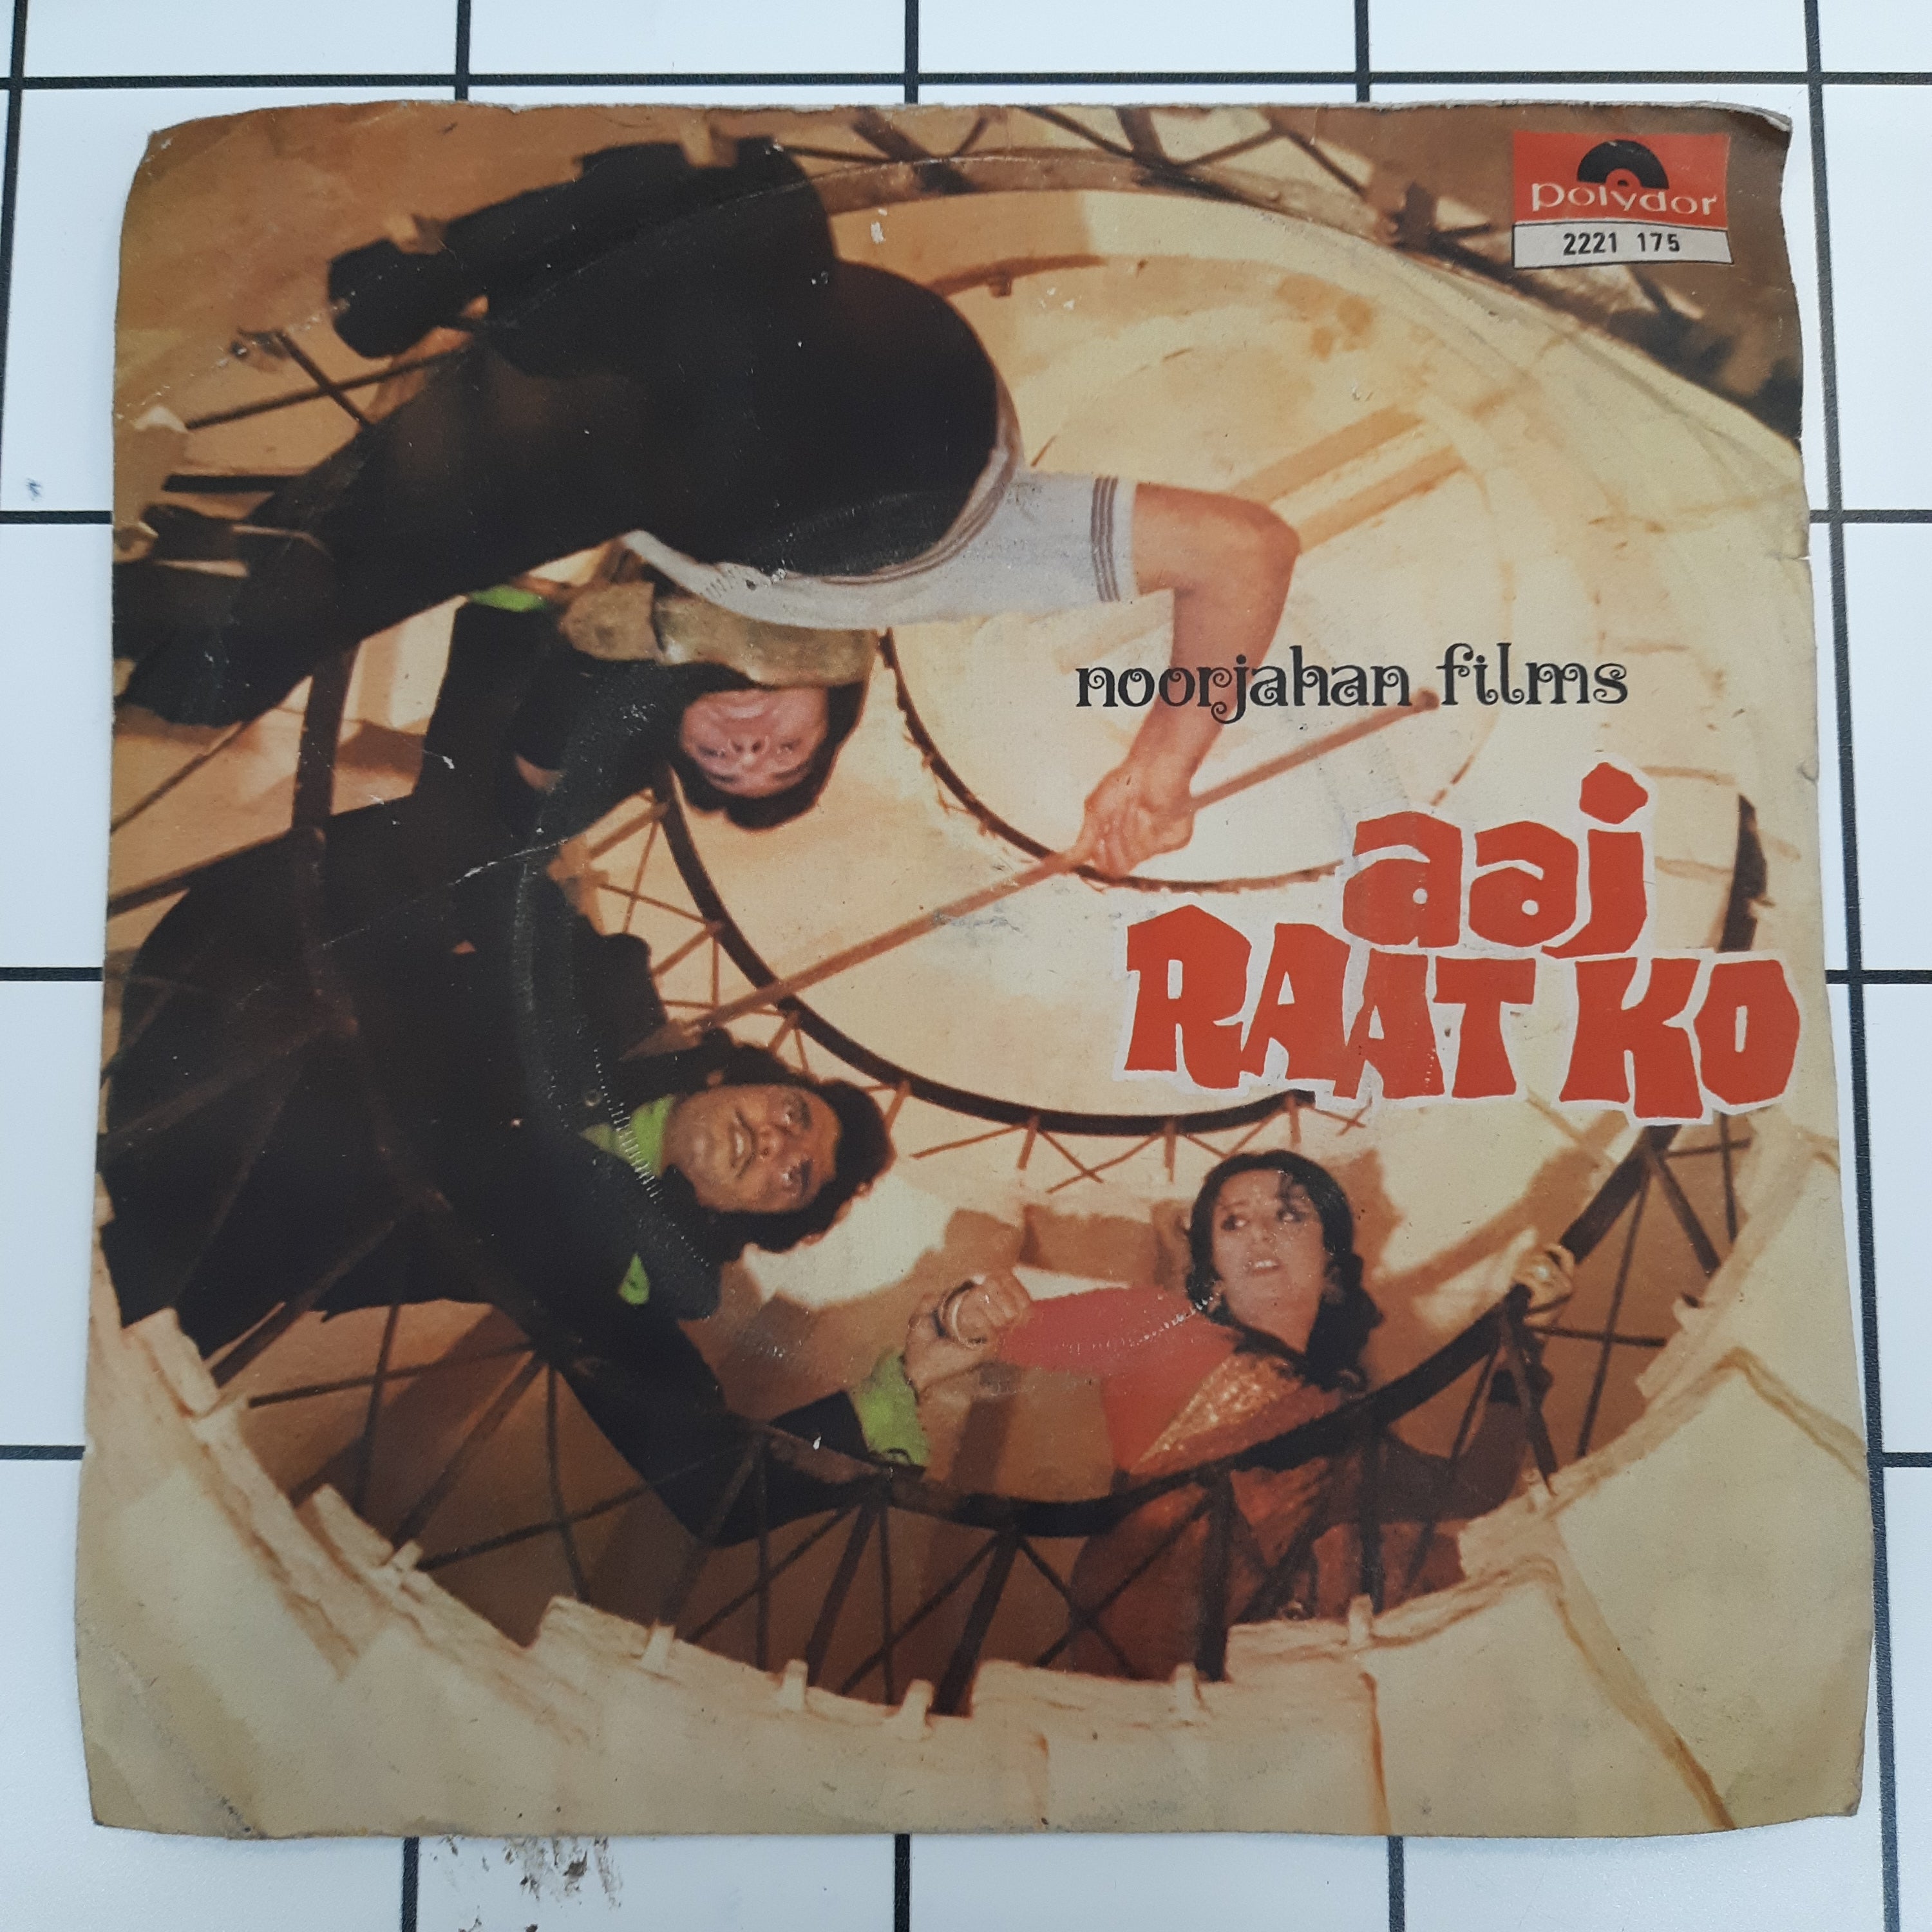 polydor
2221 175
noorjahan films
aaj
RAAT KO